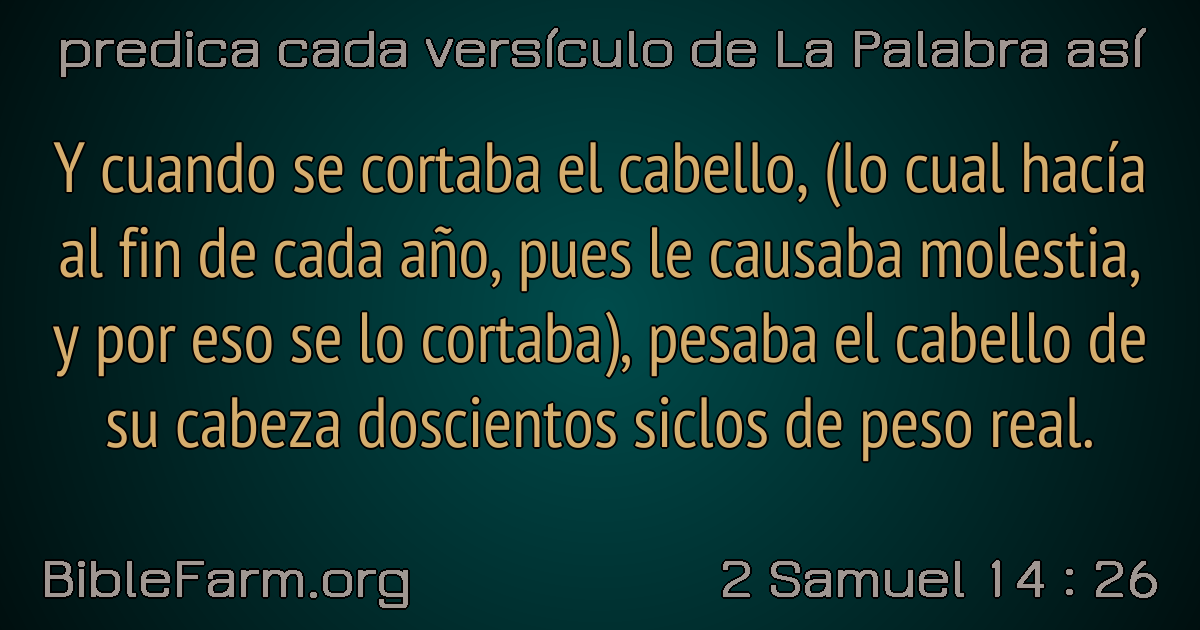 predica cada versículo de La Palabra así
Y cuando se cortaba el cabello, (lo cual hacía
al fin de cada año, pues le causaba molestia,
y por eso se lo cortaba), pesaba el cabello de
su cabeza doscientos siclos de peso real.
BibleFarm.org
2 Samuel 14 : 26